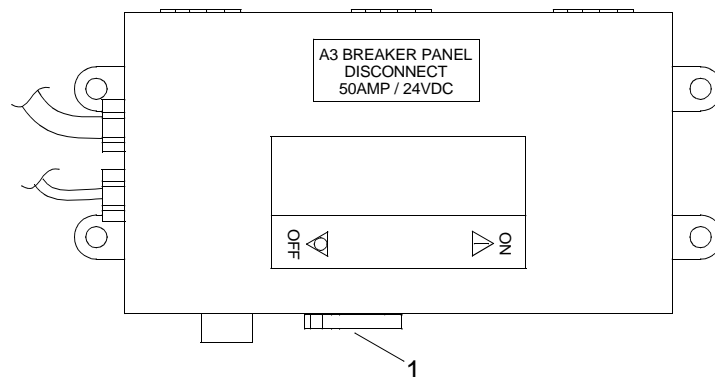 A3 BREAKER PANEL
DISCONNECT
50AMP / 24VDC
OFF
ON
1